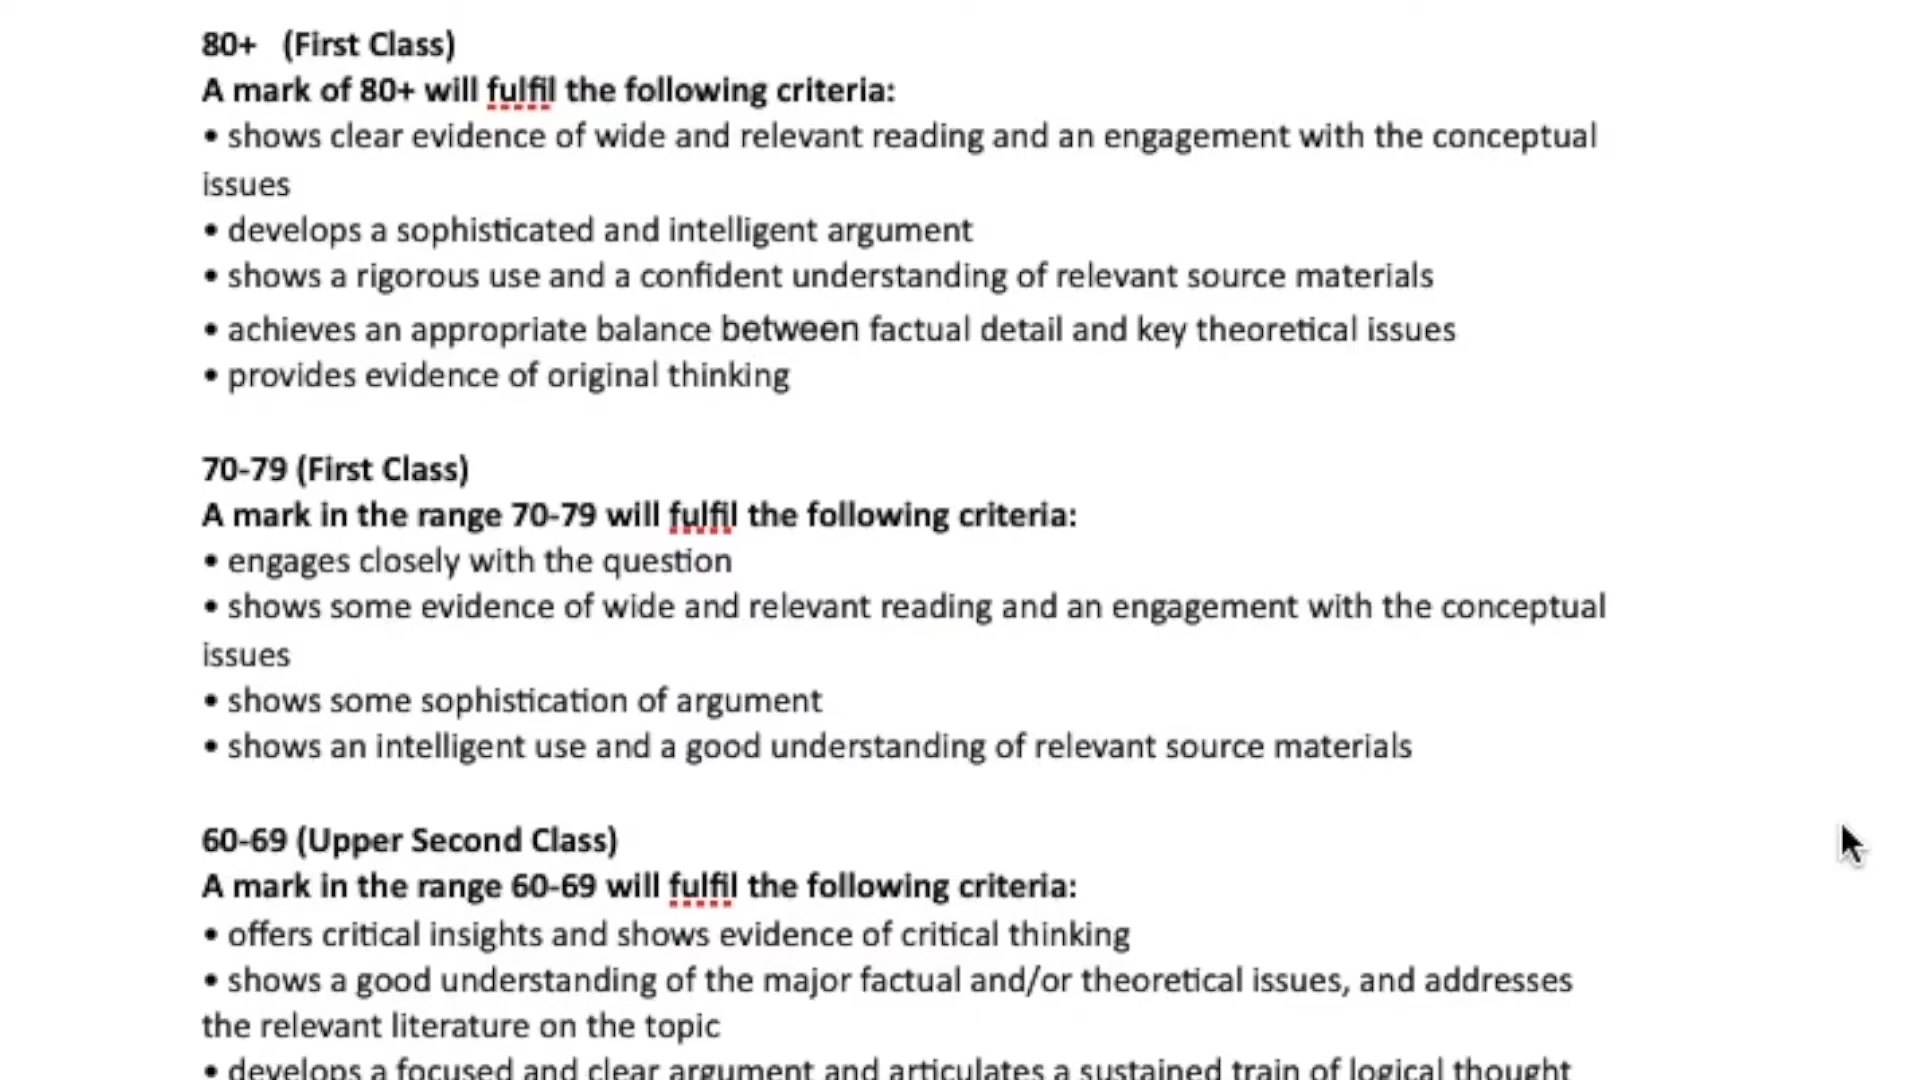 80+ (First Class)
A mark of 80+ will fulfil the following criteria:
• shows clear evidence of wide and relevant reading and an engagement with the conceptual
issues
• develops a sophisticated and intelligent argument
• shows a rigorous use and a confident understanding of relevant source materials
• achieves an appropriate balance between factual detail and key theoretical issues
• provides evidence of original thinking
70-79 (First Class)
A mark in the range 70-79 will fulfil the following criteria:
• engages closely with the question
• shows some evidence of wide and relevant reading and an engagement with the conceptual
issues
• shows some sophistication of argument
• shows an intelligent use and a good understanding of relevant source materials
60-69 (Upper Second Class)
A mark in the range 60-69 will fulfil the following criteria:
• offers critical insights and shows evidence of critical thinking
• shows a good understanding of the major factual and/or theoretical issues, and addresses
the relevant literature on the topic
• develops a focused and clear argument and articulates a sustained train of logical thought